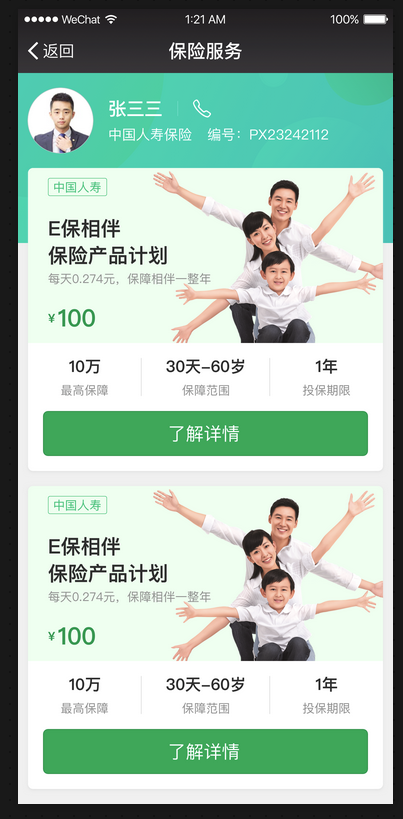 WeChat 1:21 AM 100%
返回 保险服务
张三三
中国人寿保险 编号：PX23242112
中国人寿
E保相伴
保险产品计划
每天0.274元，保障相伴一整年
¥100
10万 30天-60岁 1年
最高保障 保障范围 投保期限
了解详情
中国人寿
E保相伴
保险产品计划
每天0.274元，保障相伴一整年
¥100
10万 30天-60岁 1年
最高保障 保障范围 投保期限
了解详情